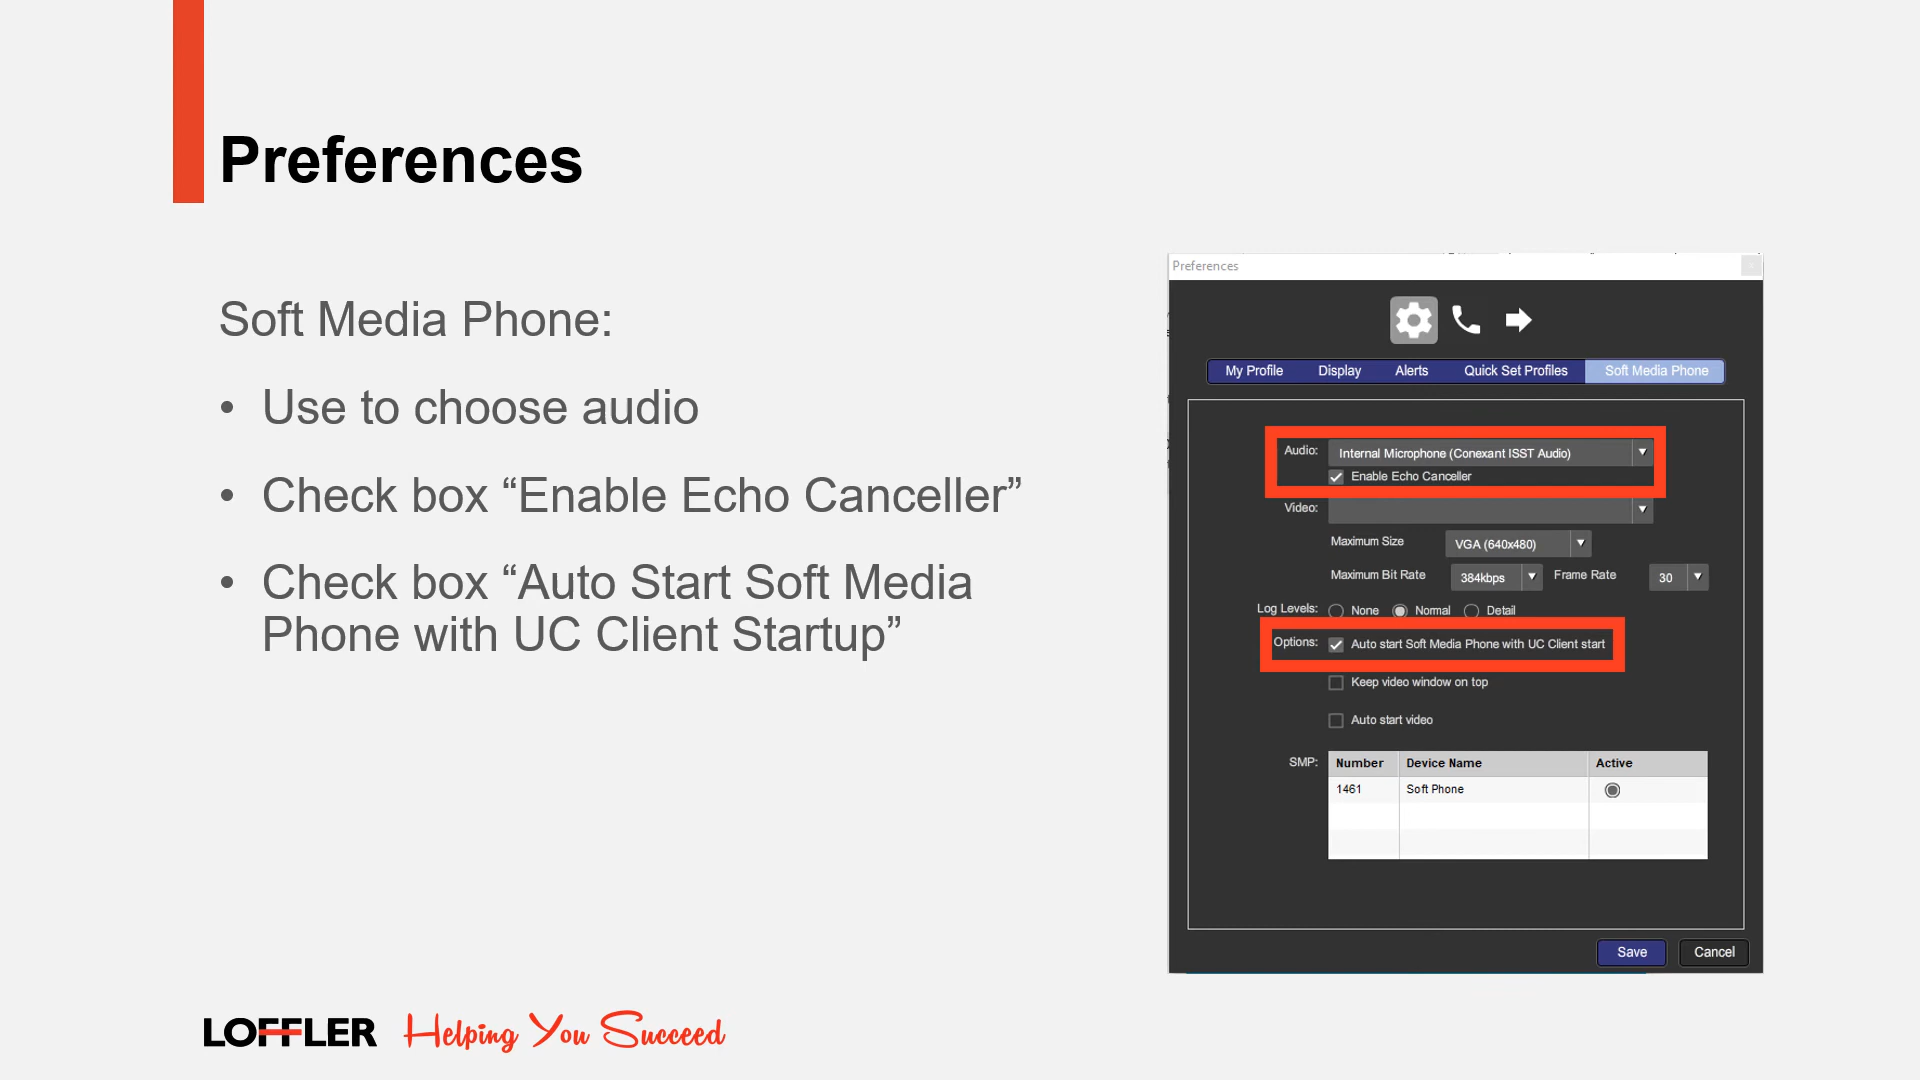 Preferences
Soft Media Phone:
• Use to choose audio
• Check box “Enable Echo Canceller”
• Check box “Auto Start Soft Media
Phone with UC Client Startup”
Preferences
My Profile Display Alerts Quick Set Profiles Soft Media Phone
Audio: Internal Microphone (Conexant ISST Audio)
Enable Echo Canceller
Video:
Maximum Size VGA (640x480)
Maximum Bit Rate 384kbps Frame Rate 30
Log Levels: None Normal Detail
Options: Auto start Soft Media Phone with UC Client start
Keep video window on top
Auto start video
SMP: Number Device Name Active
1461 Soft Phone
Save Cancel
LOFFLER Helping You Succeed